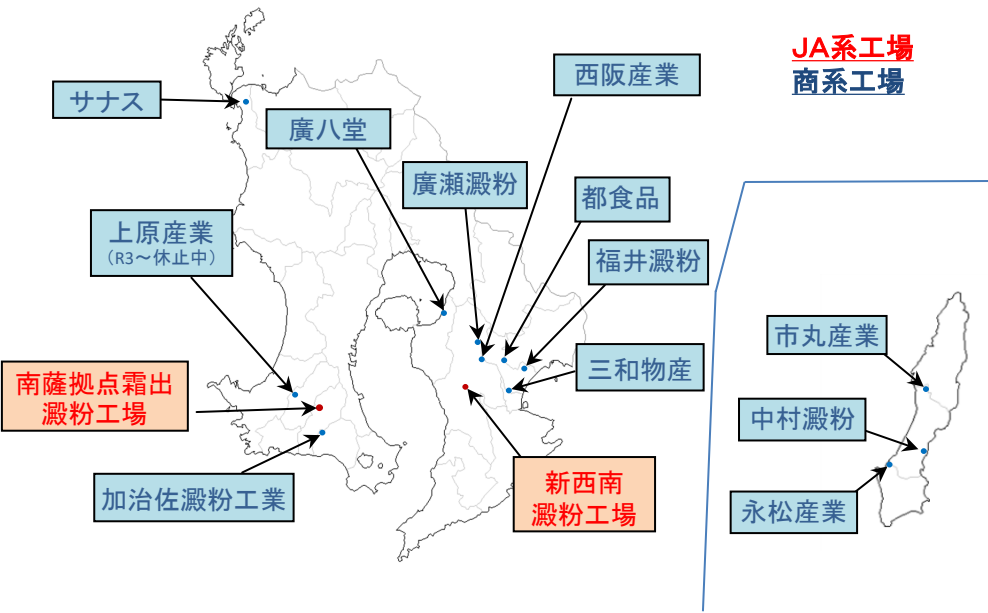 JA系工場
商系工場
西阪産業
サナス
廣八堂
廣瀬澱粉
都食品
上原産業
（R3～休止中）
福井澱粉
市丸産業
三和物産
南薩拠点霜出
澱粉工場
中村澱粉
加治佐澱粉工業
新西南
澱粉工場
永松産業